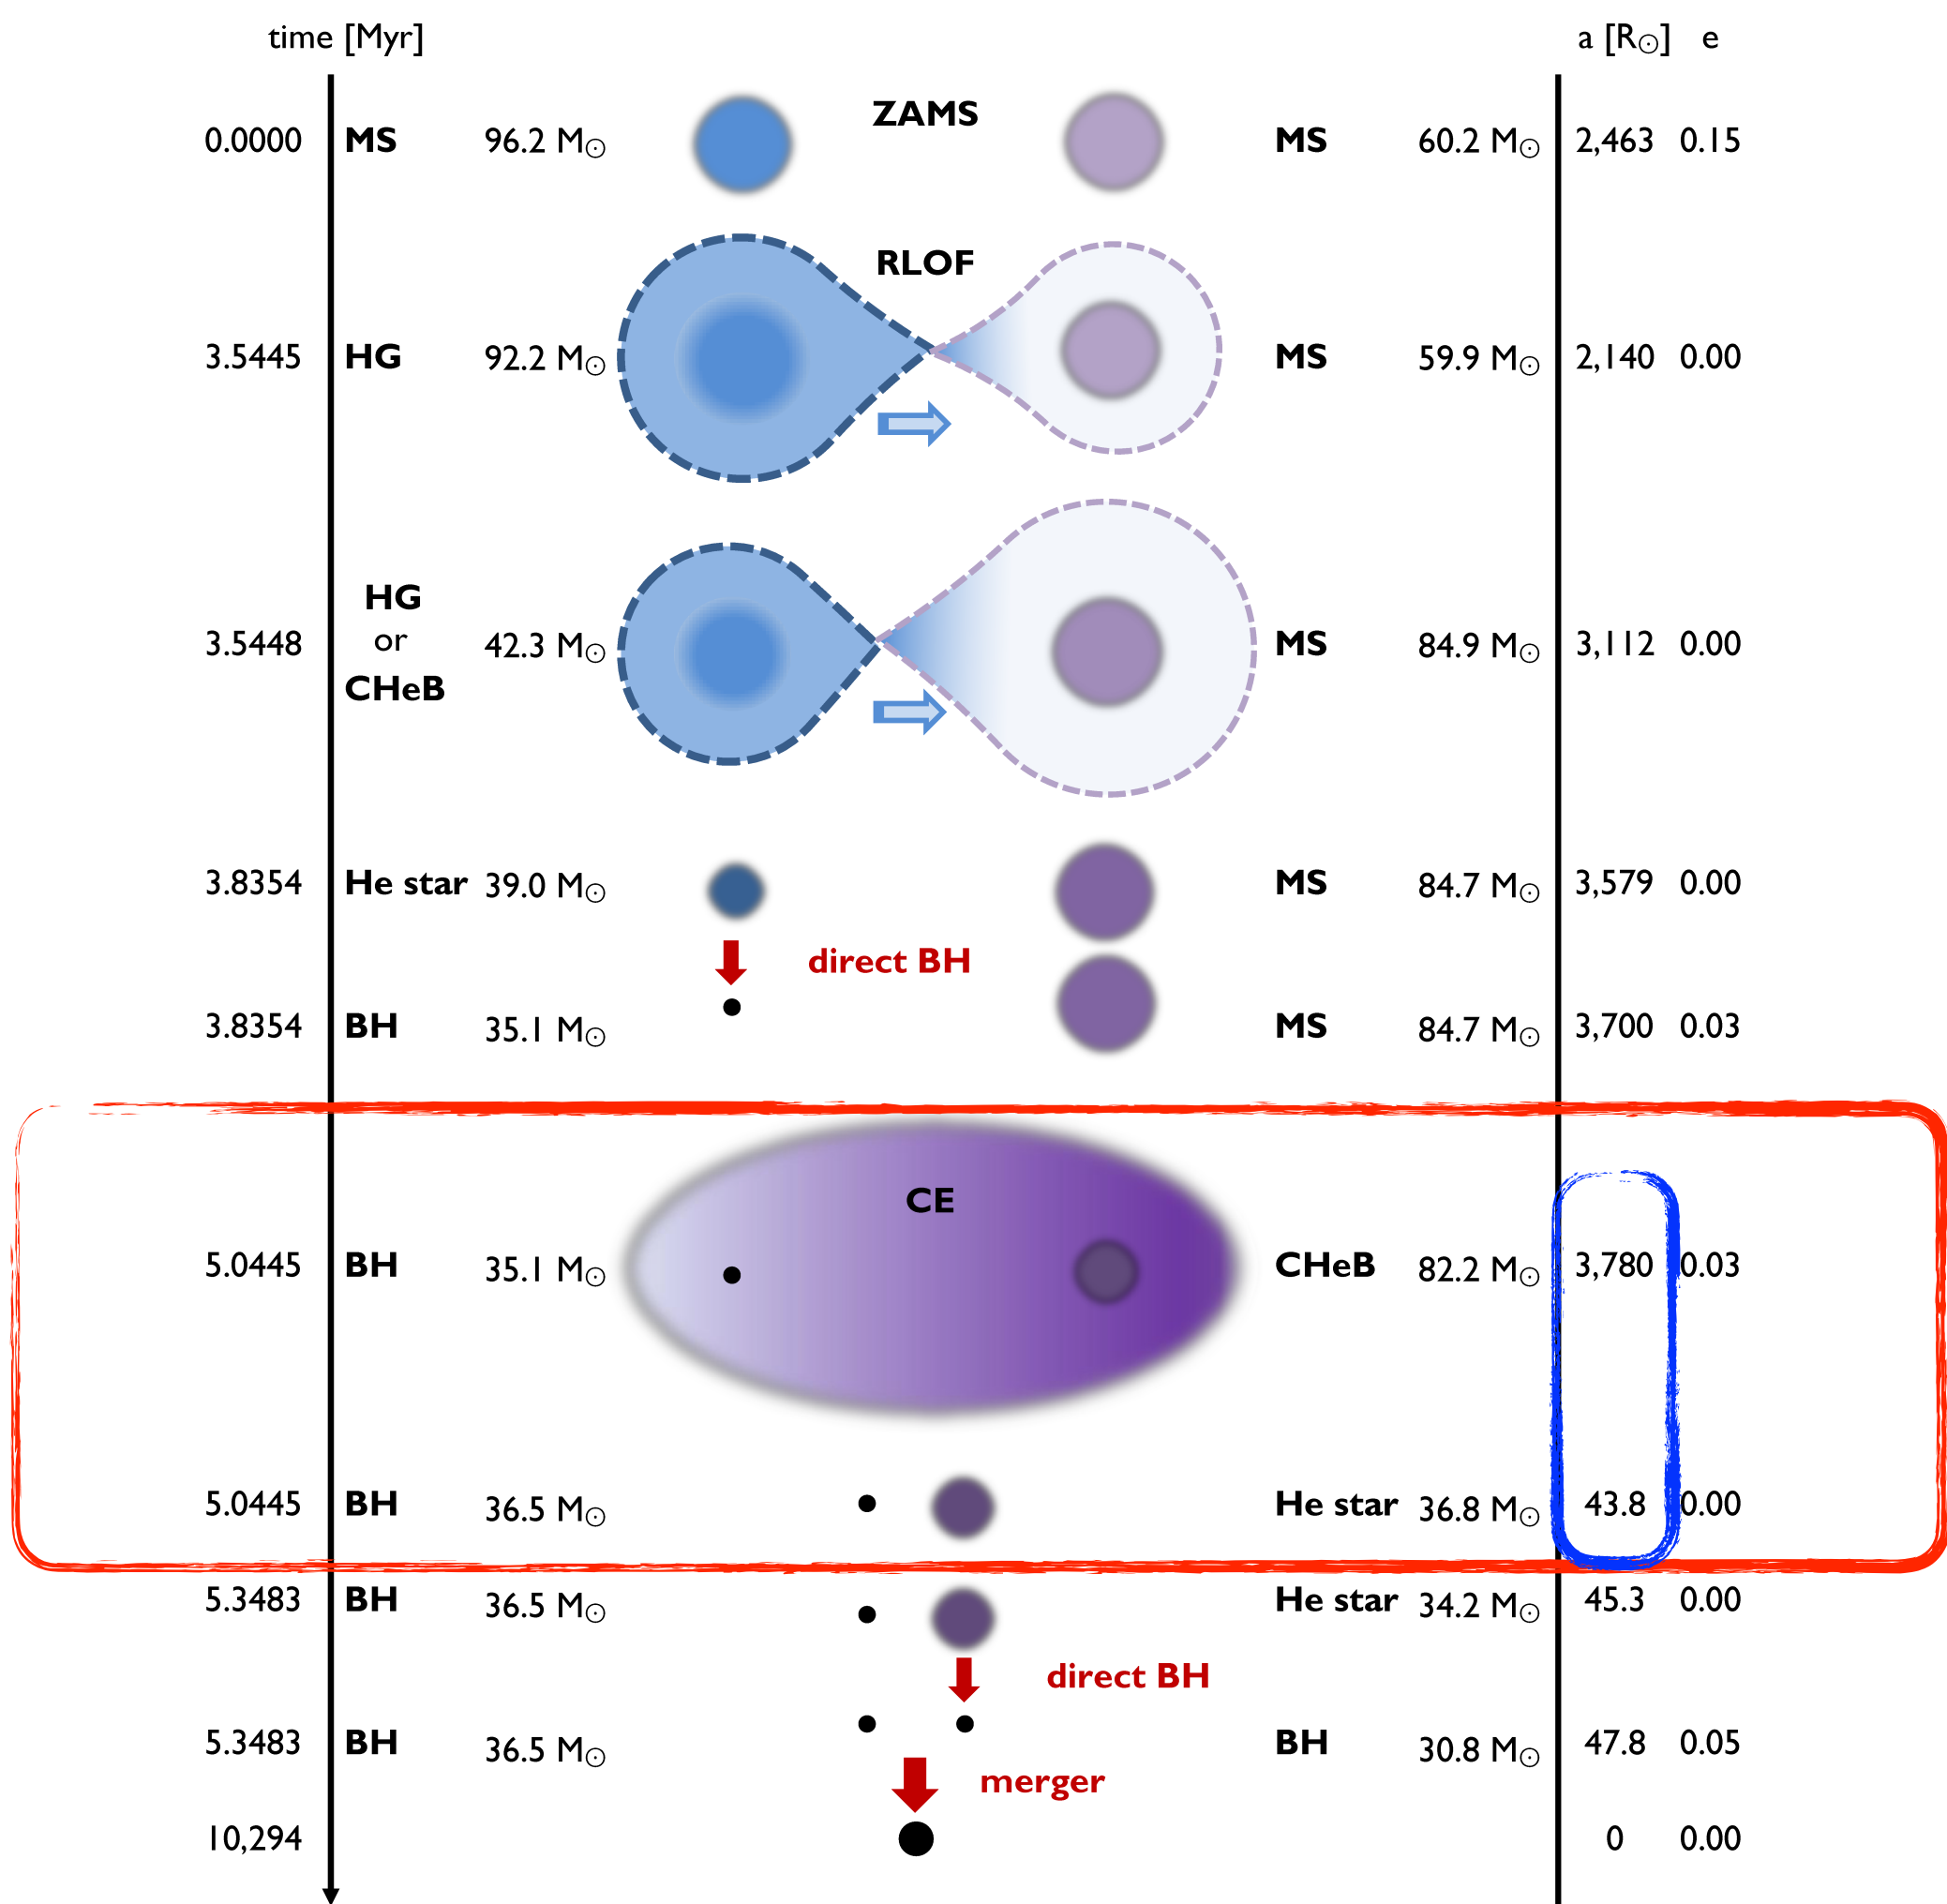 time [Myr] a [R☉] e
ZAMS
0.0000 MS 96.2 M☉ MS 60.2 M☉ 2,463 0.15
RLOF
3.5445 HG 92.2 M☉ MS 59.9 M☉ 2,140 0.00
HG
3.5448 or 42.3 M☉ MS 84.9 M☉ 3,112 0.00
CHeB
3.8354 He star 39.0 M☉ MS 84.7 M☉ 3,579 0.00
direct BH
3.8354 BH 35.1 M☉ MS 84.7 M☉ 3,700 0.03
CE
5.0445 BH 35.1 M☉ CHeB 82.2 M☉ 3,780 0.03
5.0445 BH 36.5 M☉ He star 36.8 M☉ 43.8 0.00
5.3483 BH 36.5 M☉ He star 34.2 M☉ 45.3 0.00
direct BH
5.3483 BH 36.5 M☉ BH 30.8 M☉ 47.8 0.05
merger
10,294 0 0.00